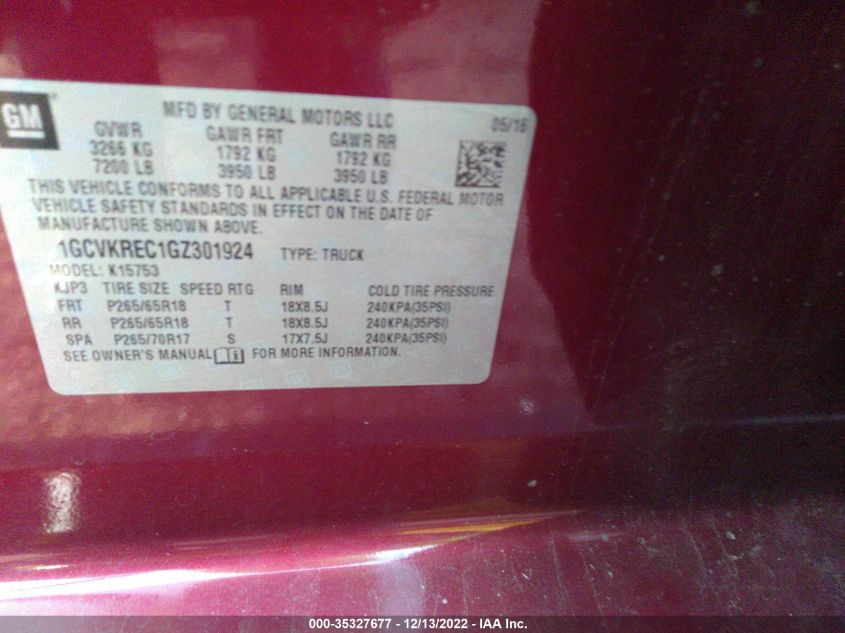 GM
MFD BY GENERAL MOTORS LLC 05/16
GVWR GAWR FRT GAWR RR
3266 KG 1792 KG 1792 KG
7200 LB 3950 LB 3950 LB
THIS VEHICLE CONFORMS TO ALL APPLICABLE U.S. FEDERAL MOTOR
VEHICLE SAFETY STANDARDS IN EFFECT ON THE DATE OF
MANUFACTURE SHOWN ABOVE.
1GCVKREC1GZ301924 TYPE: TRUCK
MODEL: K15753
KJP3 TIRE SIZE SPEED RTG RIM COLD TIRE PRESSURE
FRT P265/65R18 T 18X8.5J 240KPA(35PSI)
RR P265/65R18 T 18X8.5J 240KPA(35PSI)
SPA P265/70R17 S 17X7.5J 240KPA(35PSI)
SEE OWNER'S MANUAL FOR MORE INFORMATION.
000-35327677 - 12/13/2022 - IAA Inc.